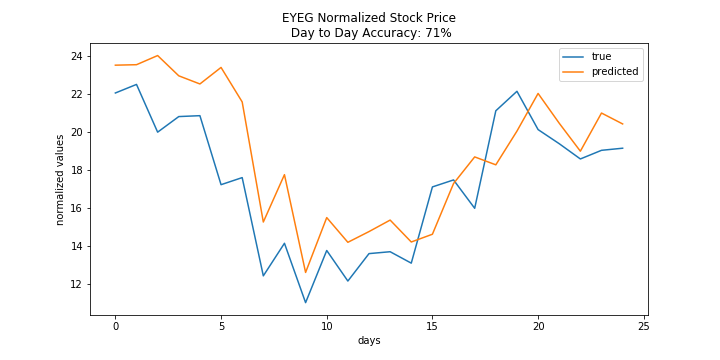 EYEG Normalized Stock Price
Day to Day Accuracy: 71%
true
predicted
normalized values
24
22
20
18
16
14
12
0
5
10
15
20
25
days